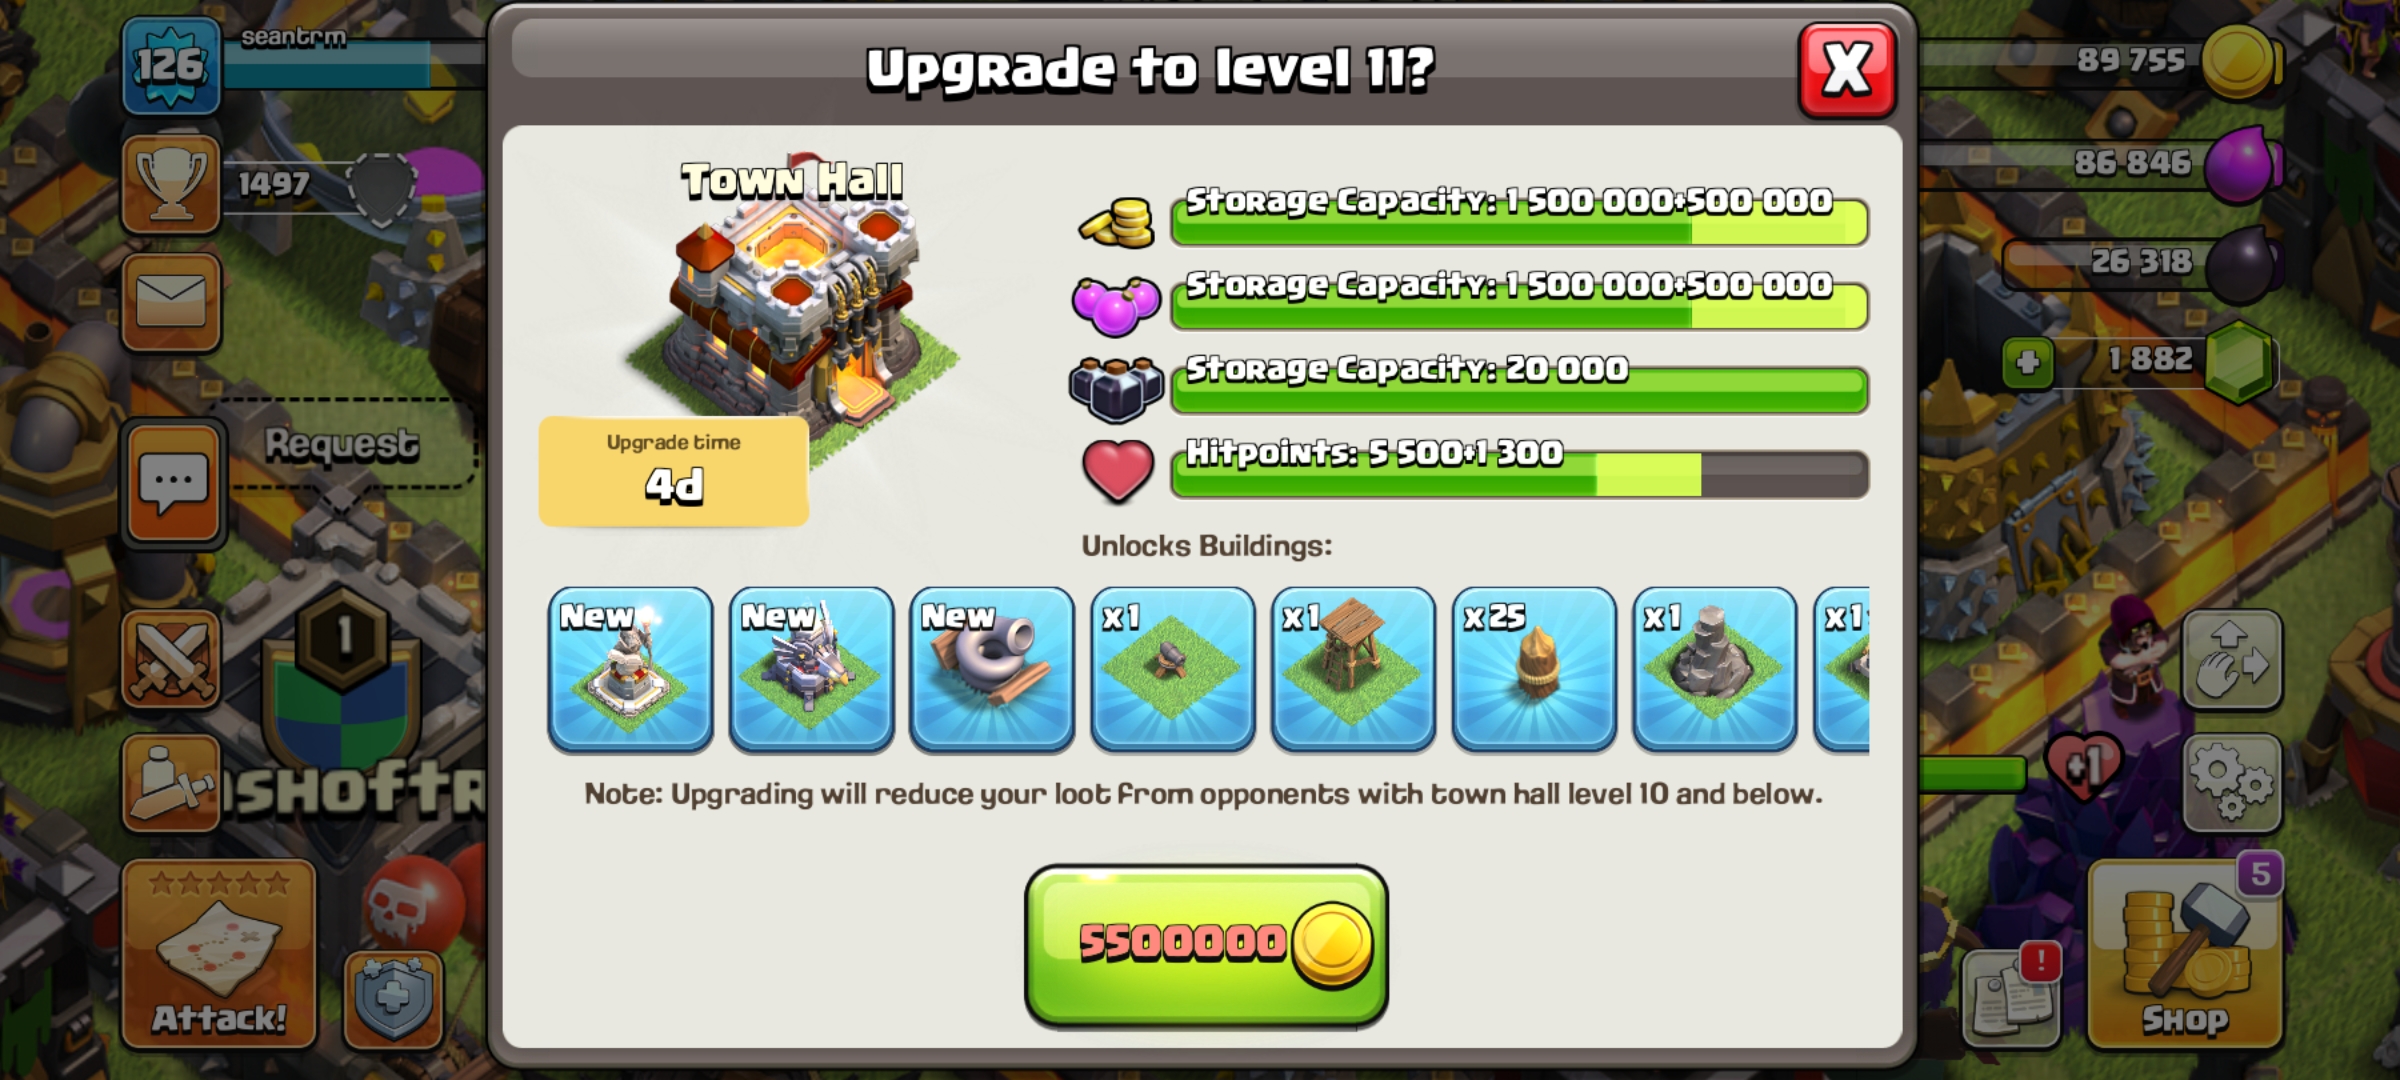 Upgrade to level 11?
X
126
seantrm
1497
Request
1
Attack!
Town Hall
Upgrade time
4d
Storage Capacity: 1 500 000+500 000
Storage Capacity: 1 500 000+500 000
Storage Capacity: 20 000
Hitpoints: 5 500+1 300
Unlocks Buildings:
New
New
New
x1
x1
x25
x1
x1
Note: Upgrading will reduce your loot from opponents with town hall level 10 and below.
5500000
89 755
86 846
26 318
+
1 882
+1
5
!
Shop